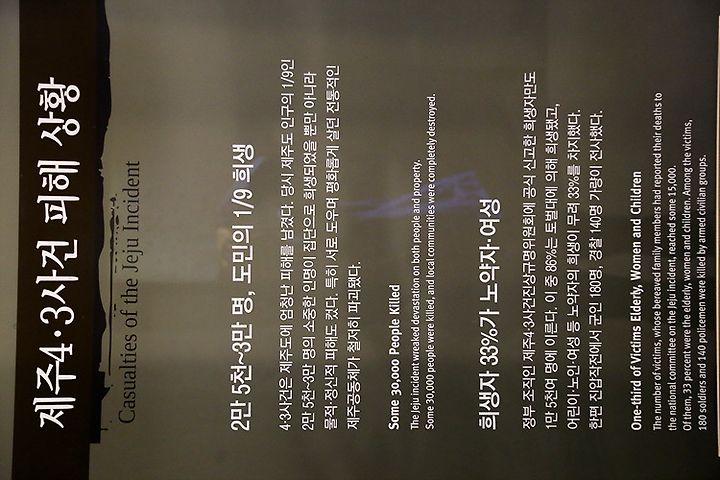 제주4·3사건 피해 상황
Casualties of the Jeju Incident
2만 5천~3만 명, 도민의 1/9 희생
4·3사건은 제주도에 엄청난 피해를 남겼다. 당시 제주도 인구의 1/9인
2만 5천~3만 명의 소중한 인명이 집단으로 희생되었을 뿐만 아니라
물적·정신적 피해도 컸다. 특히 서로 도우며 평화롭게 살던 전통적인
제주공동체가 철저히 파괴됐다.
Some 30,000 People Killed
The Jeju incident wreaked devastation on both people and property.
Some 30,000 people were killed, and local communities were completely destroyed.
희생자 33%가 노약자·여성
정부 조직인 제주4·3사건진상규명위원회에 공식 신고한 희생자만도
1만 5천여 명에 이른다. 이 중 86%는 토벌대에 의해 희생됐고,
어린이·노인·여성 등 노약자의 희생이 무려 33%를 차지했다.
한편 진압작전에서 군인 180명, 경찰 140명 가량이 전사했다.
One-third of Victims Elderly, Women and Children
The number of victims, whose bereaved family members had reported their deaths to
the national committee on the Jeju incident, reached some 15,000.
Of them, 33 percent were the elderly, women and children. Among the victims,
180 soldiers and 140 policemen were killed by armed civilian groups.